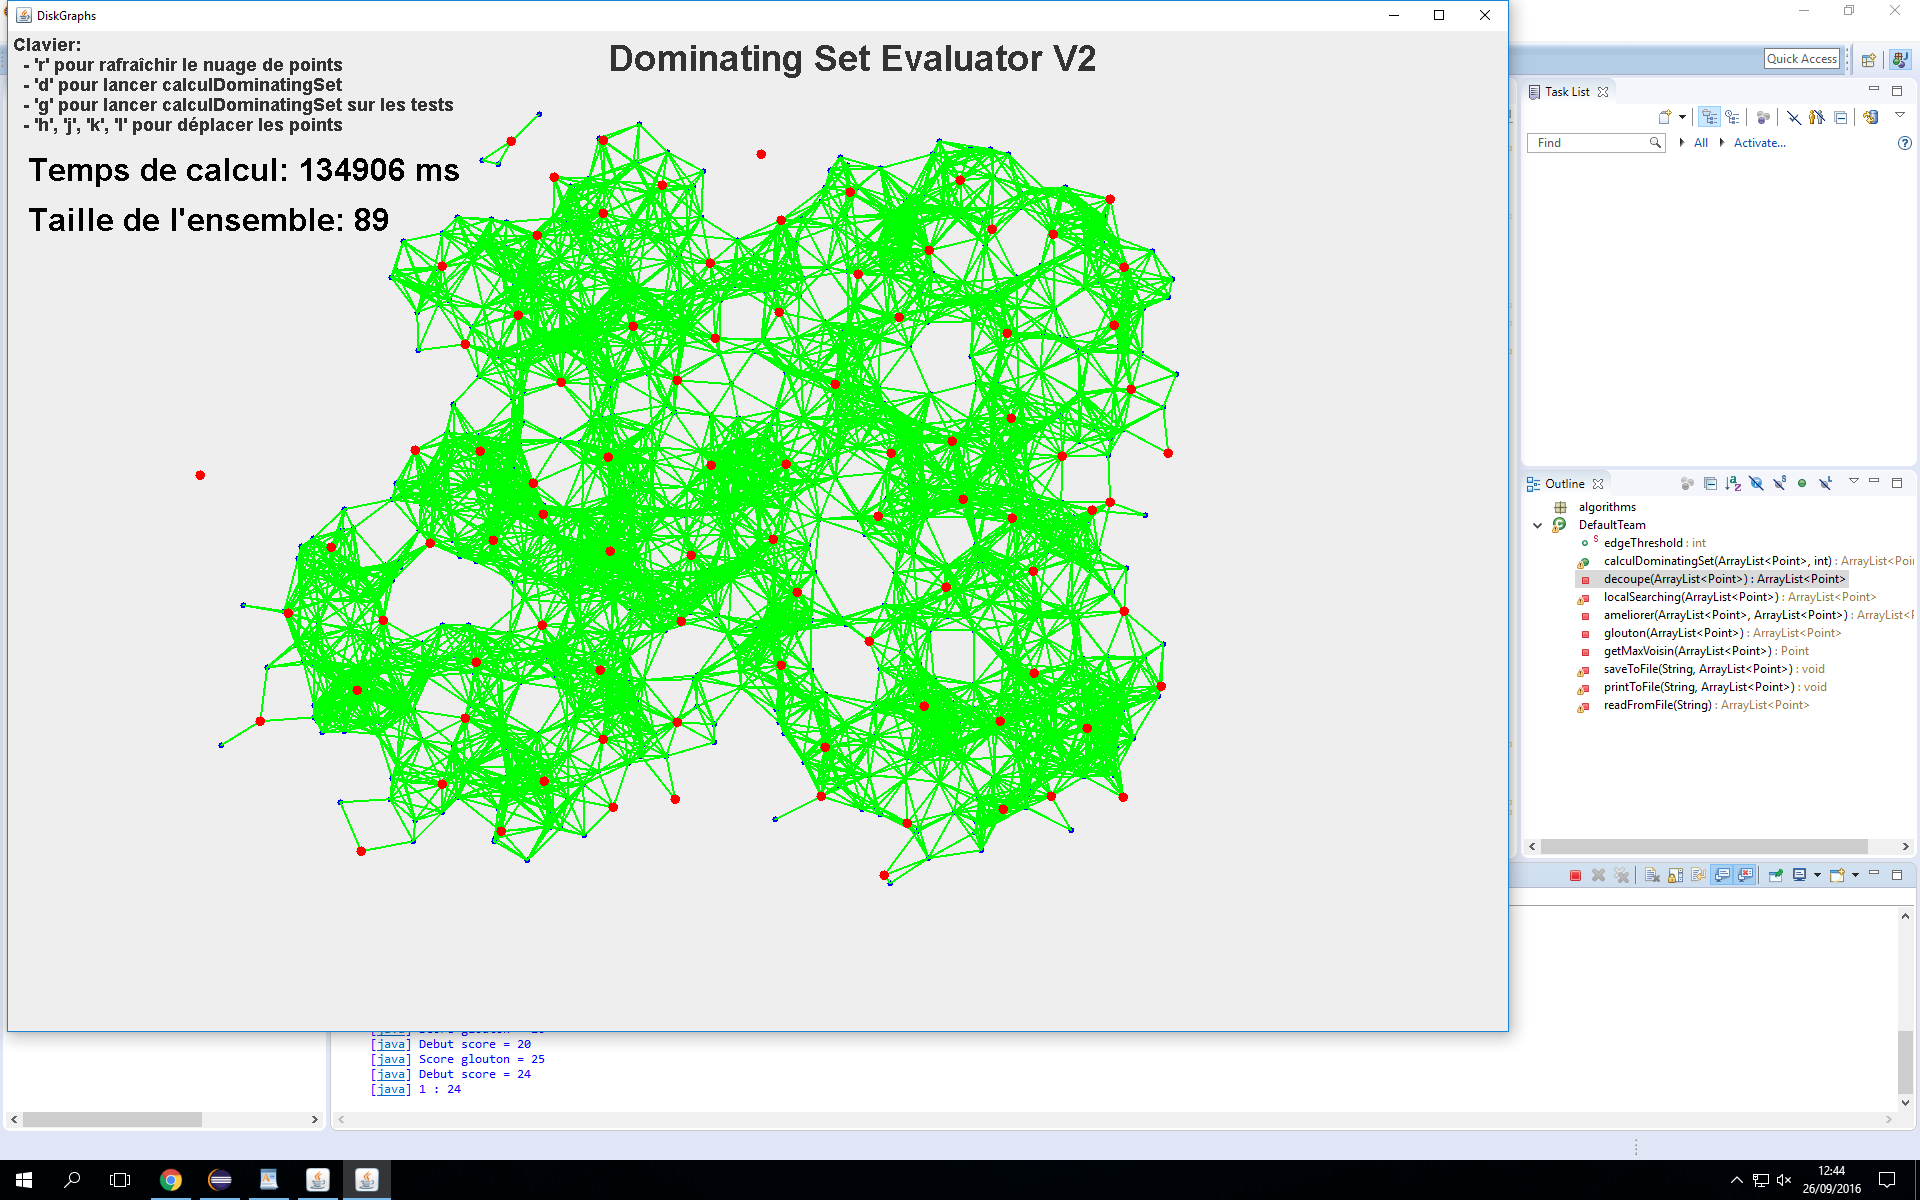 DiskGraphs
Clavier:
- 'r' pour rafraichir le nuage de points
- 'd' pour lancer calculDominatingSet
- 'g' pour lancer calculDominatingSet sur les tests
- 'h', 'j', 'k', 'l' pour déplacer les points
Dominating Set Evaluator V2
Temps de calcul: 134906 ms
Taille de l'ensemble: 89
Quick Access
Task List
Find
All
Activate...
Outline
algorithms
DefaultTeam
edgeThreshold : int
calculDominatingSet(ArrayList<Point>, int) : ArrayList<Poi
decoupe(ArrayList<Point>) : ArrayList<Point>
localSearching(ArrayList<Point>) : ArrayList<Point>
ameliorer(ArrayList<Point>, ArrayList<Point>) : ArrayList<P
glouton(ArrayList<Point>) : ArrayList<Point>
getMaxVoisin(ArrayList<Point>) : Point
saveToFile(String, ArrayList<Point>) : void
printToFile(String, ArrayList<Point>) : void
readFromFile(String) : ArrayList<Point>
[java] Debut score = 20
[java] Score glouton = 25
[java] Debut score = 24
[java] 1 : 24
12:44
26/09/2016